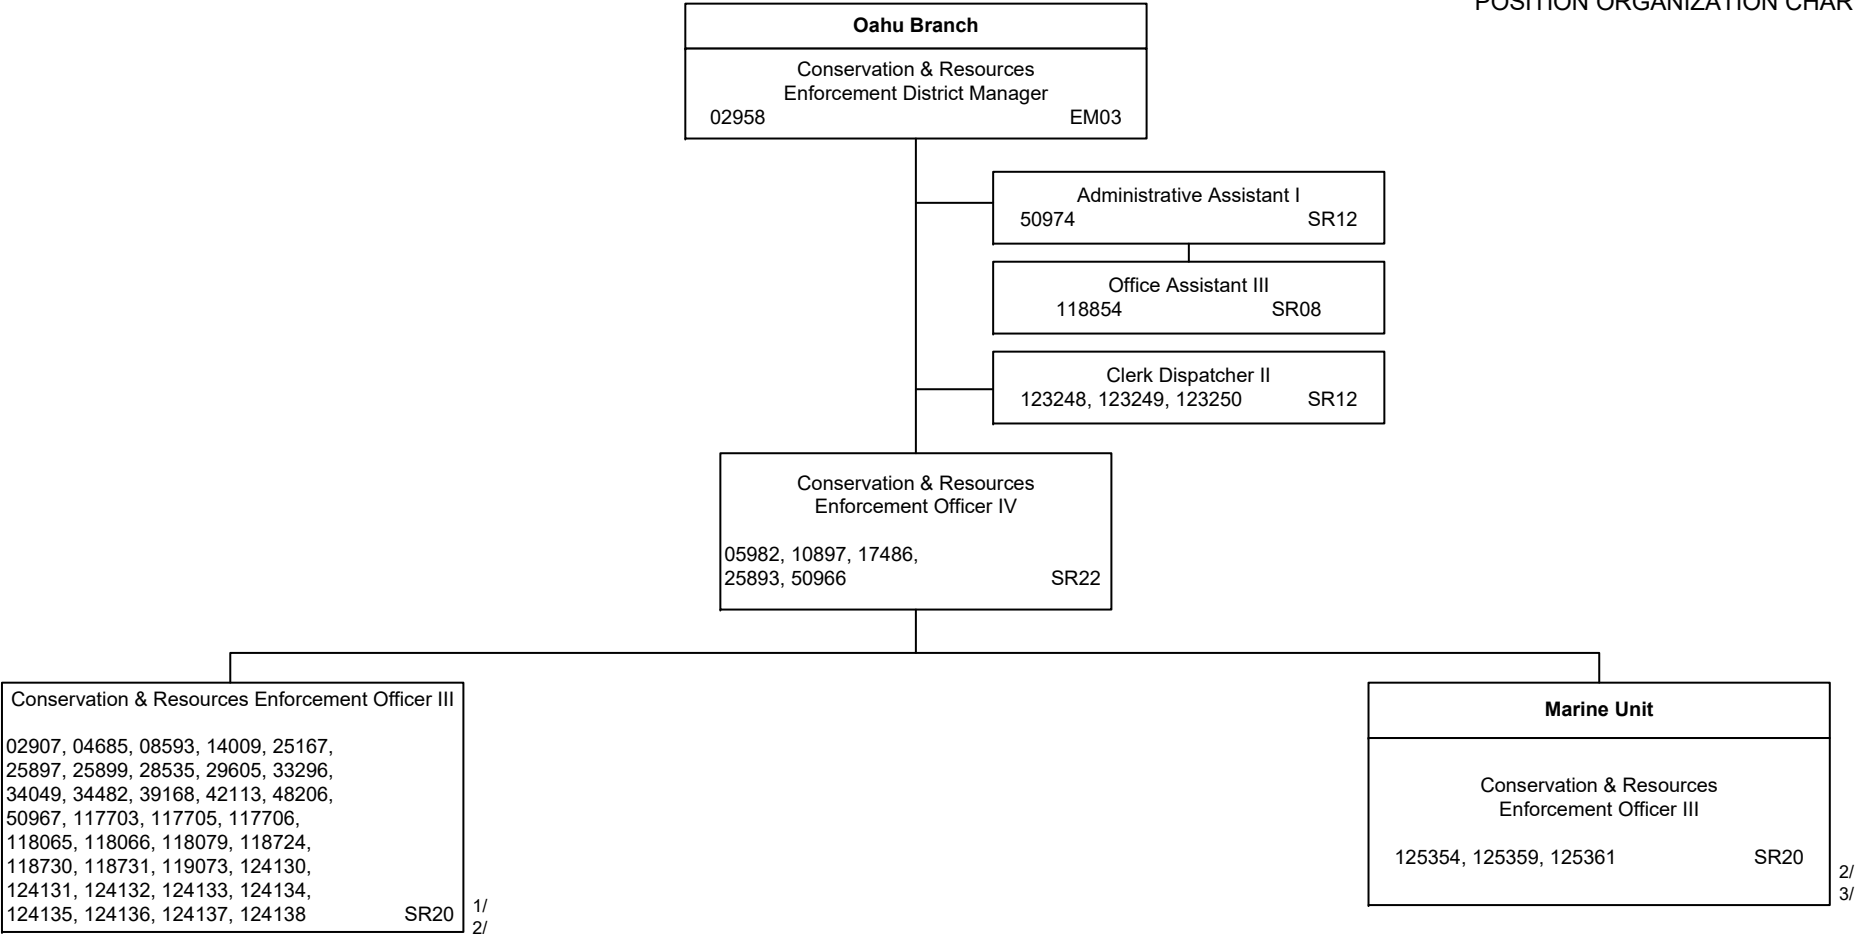 POSITION ORGANIZATION CHAR
Oahu Branch
Conservation & Resources
Enforcement District Manager
02958 EM03
Administrative Assistant I
50974 SR12
Office Assistant III
118854 SR08
Clerk Dispatcher II
123248, 123249, 123250 SR12
Conservation & Resources
Enforcement Officer IV
05982, 10897, 17486,
25893, 50966 SR22
Conservation & Resources Enforcement Officer III
02907, 04685, 08593, 14009, 25167,
25897, 25899, 28535, 29605, 33296,
34049, 34482, 39168, 42113, 48206,
50967, 117703, 117705, 117706,
118065, 118066, 118079, 118724,
118730, 118731, 119073, 124130,
124131, 124132, 124133, 124134,
124135, 124136, 124137, 124138 SR20
1/
2/
Marine Unit
Conservation & Resources
Enforcement Officer III
125354, 125359, 125361 SR20
2/
3/